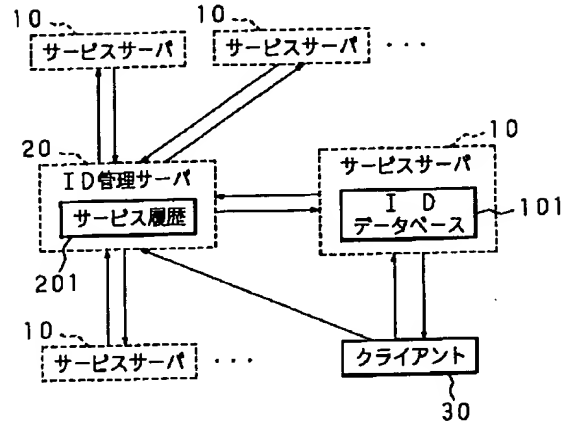 10
サービスサーバ
10
サービスサーバ
・・・
20
ＩＤ管理サーバ
サービス履歴
201
10
サービスサーバ
Ｉ Ｄ
データベース
101
10
サービスサーバ
・・・
クライアント
30